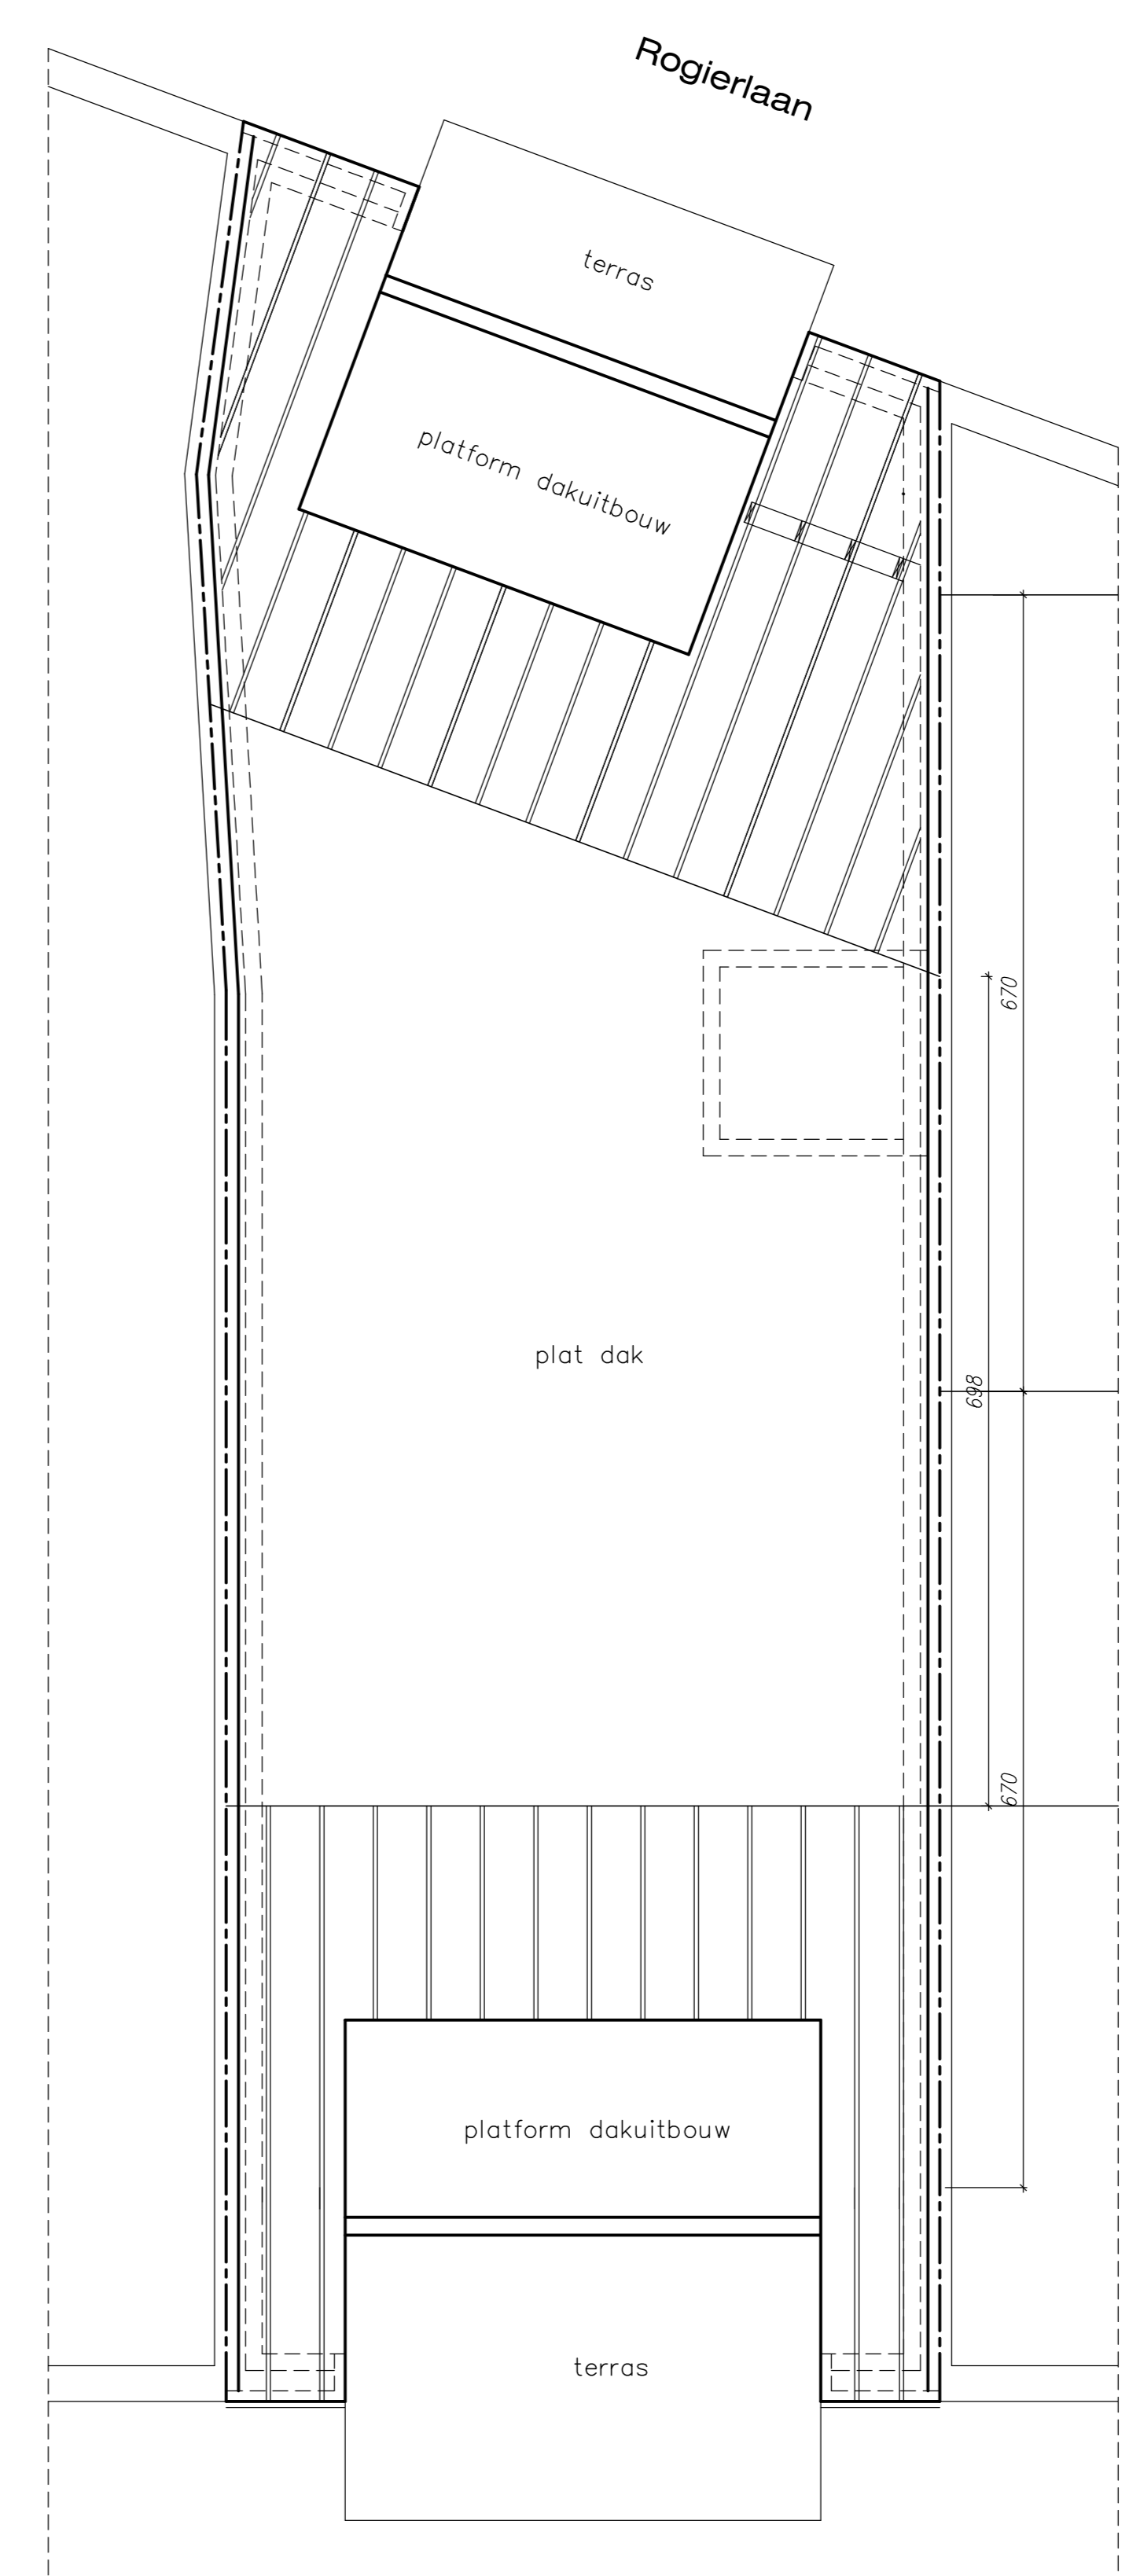 Rogierlaan
terras
platform dakuitbouw
670
plat dak
698
670
platform dakuitbouw
terras